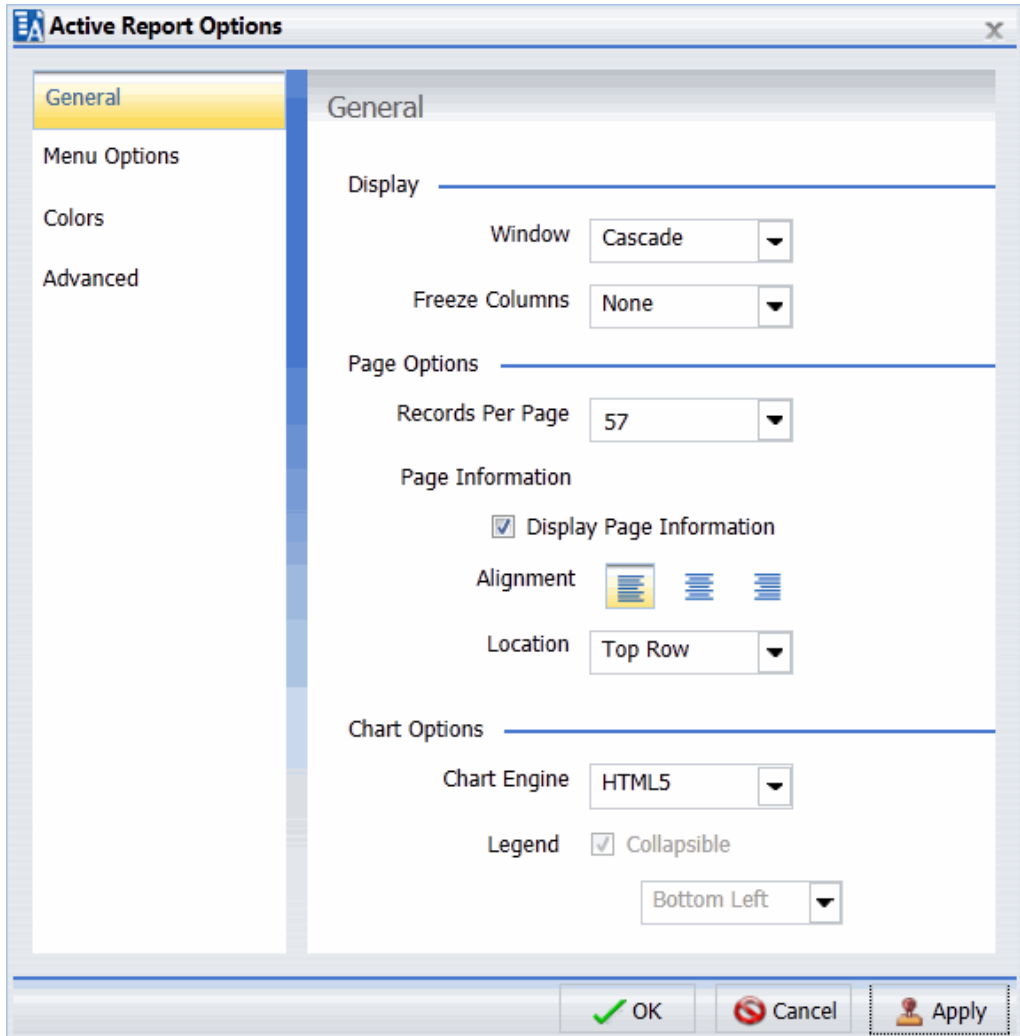 Active Report Options
General
Menu Options
Colors
Advanced
General
Display
Window Cascade
Freeze Columns None
Page Options
Records Per Page 57
Page Information
Display Page Information
Alignment
Location Top Row
Chart Options
Chart Engine HTML5
Legend Collapsible
Bottom Left
OK Cancel Apply